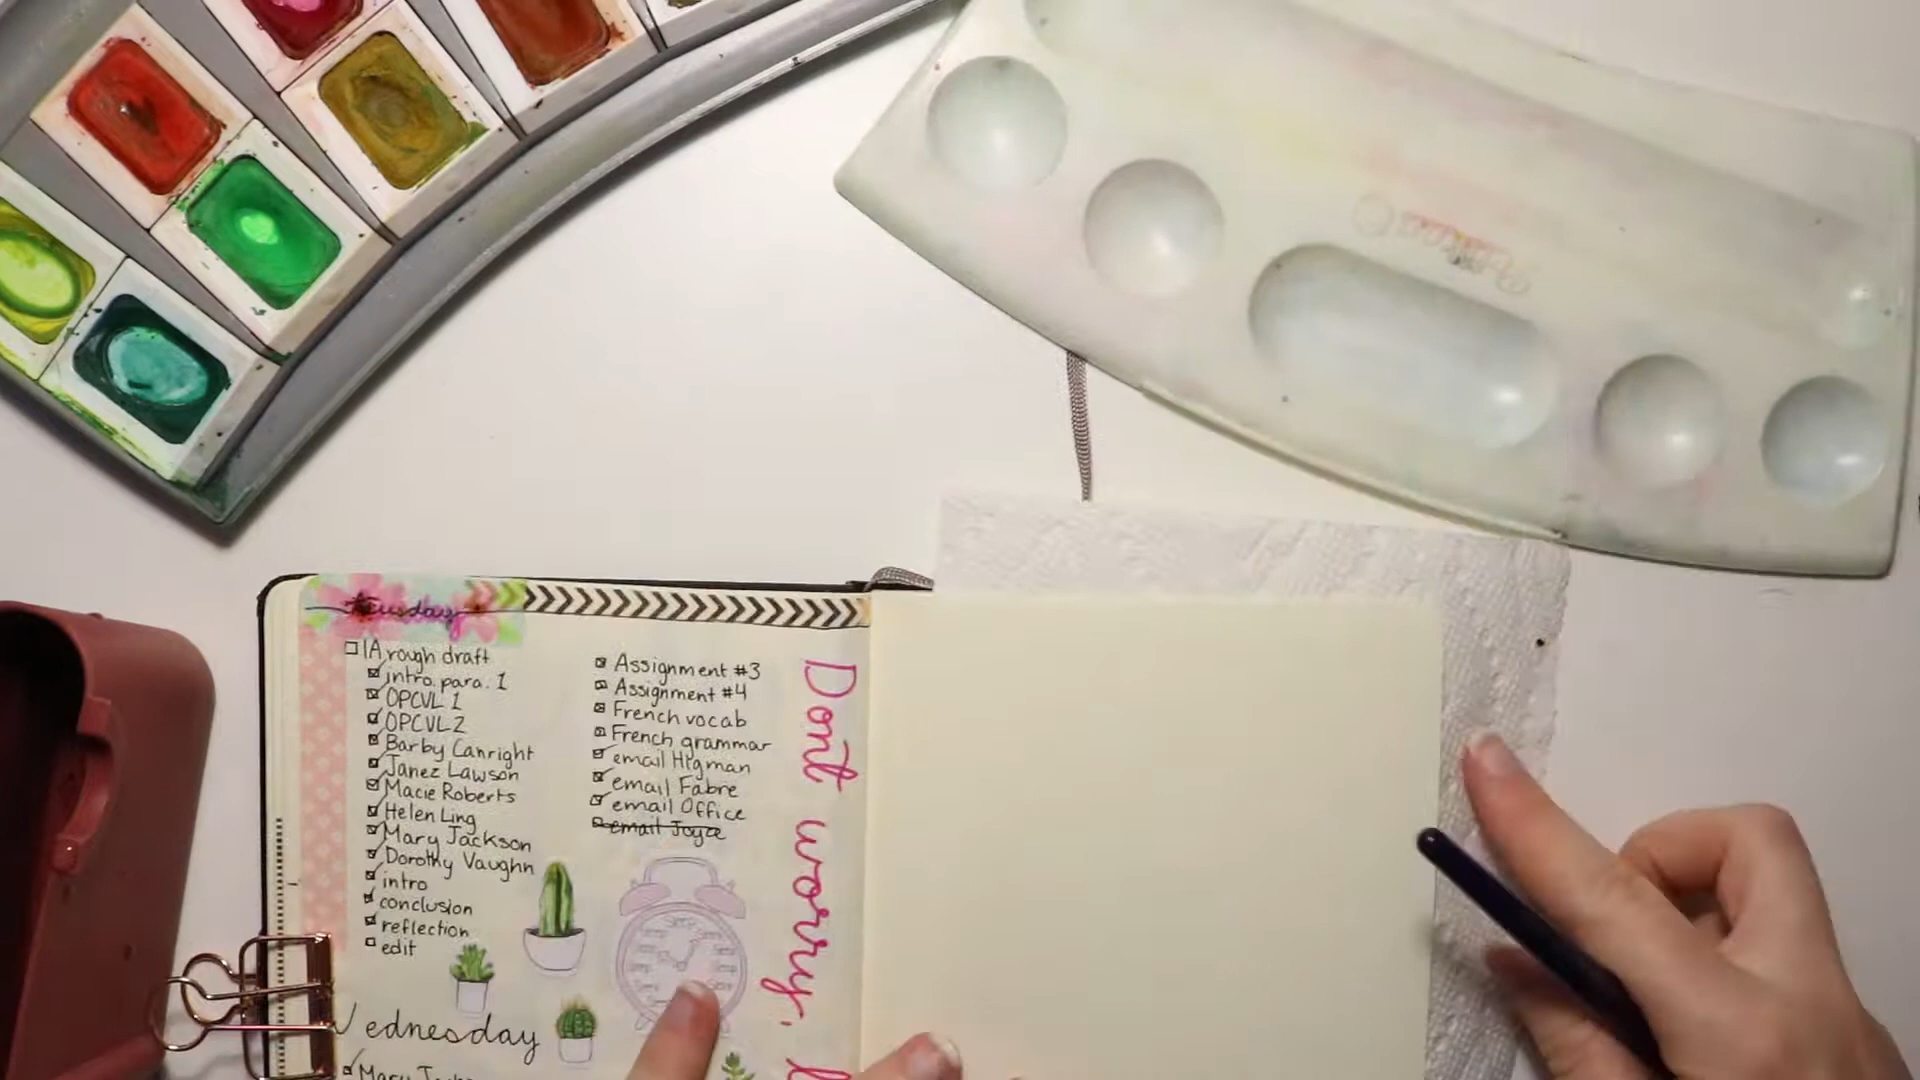 Tuesday
IA rough draft
intro. para. 1
OPCVL 1
OPCVL 2
Barby Canright
Janez Lawson
Macie Roberts
Helen Ling
Mary Jackson
Dorothy Vaughn
intro
conclusion
reflection
edit
Wednesday
Mary
Assignment #3
Assignment #4
French vocab
French grammar
email Higman
email Fabre
email Office
email Joyce
Don't worry,